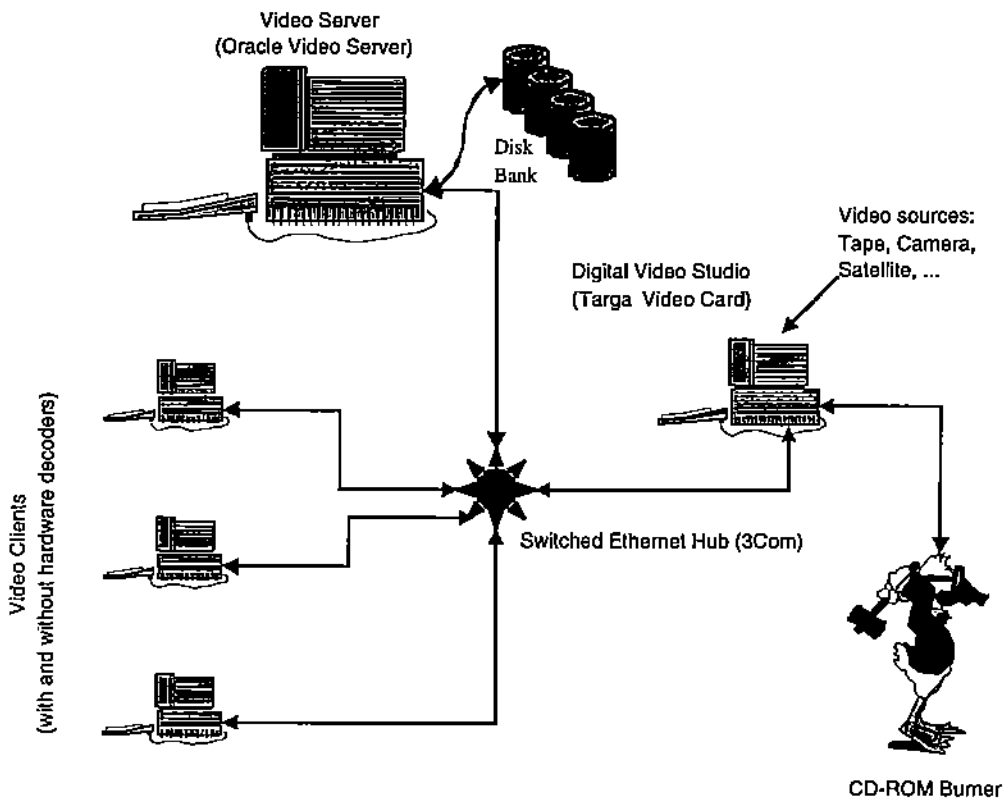 Video Server
(Oracle Video Server)
Disk
Bank
Video sources:
Tape, Camera,
Satellite, ...
Digital Video Studio
(Targa Video Card)
Video Clients
(with and without hardware decoders)
Switched Ethernet Hub (3Com)
CD-ROM Burner